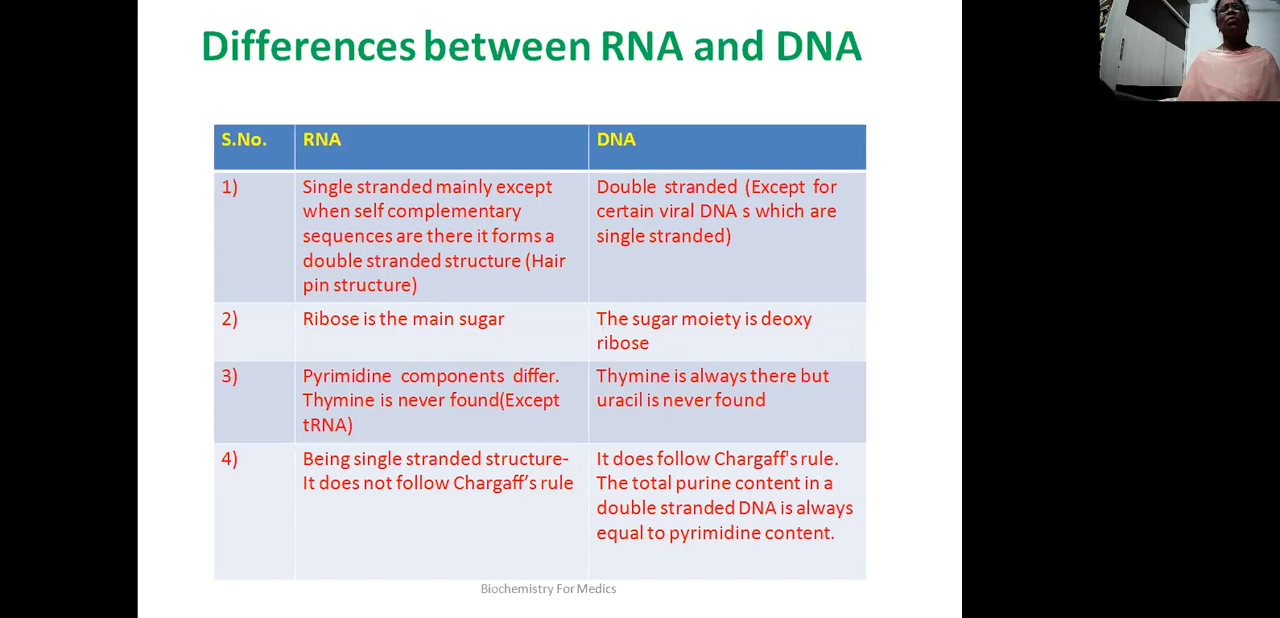 Differences between RNA and DNA
S.No.
RNA
DNA
1)
Single stranded mainly except
when self complementary
sequences are there it forms a
double stranded structure (Hair
pin structure)
Double stranded (Except for
certain viral DNA s which are
single stranded)
2)
Ribose is the main sugar
The sugar moiety is deoxy
ribose
3)
Pyrimidine components differ.
Thymine is never found(Except
tRNA)
Thymine is always there but
uracil is never found
4)
Being single stranded structure-
It does not follow Chargaff’s rule
It does follow Chargaff's rule.
The total purine content in a
double stranded DNA is always
equal to pyrimidine content.
Biochemistry For Medics